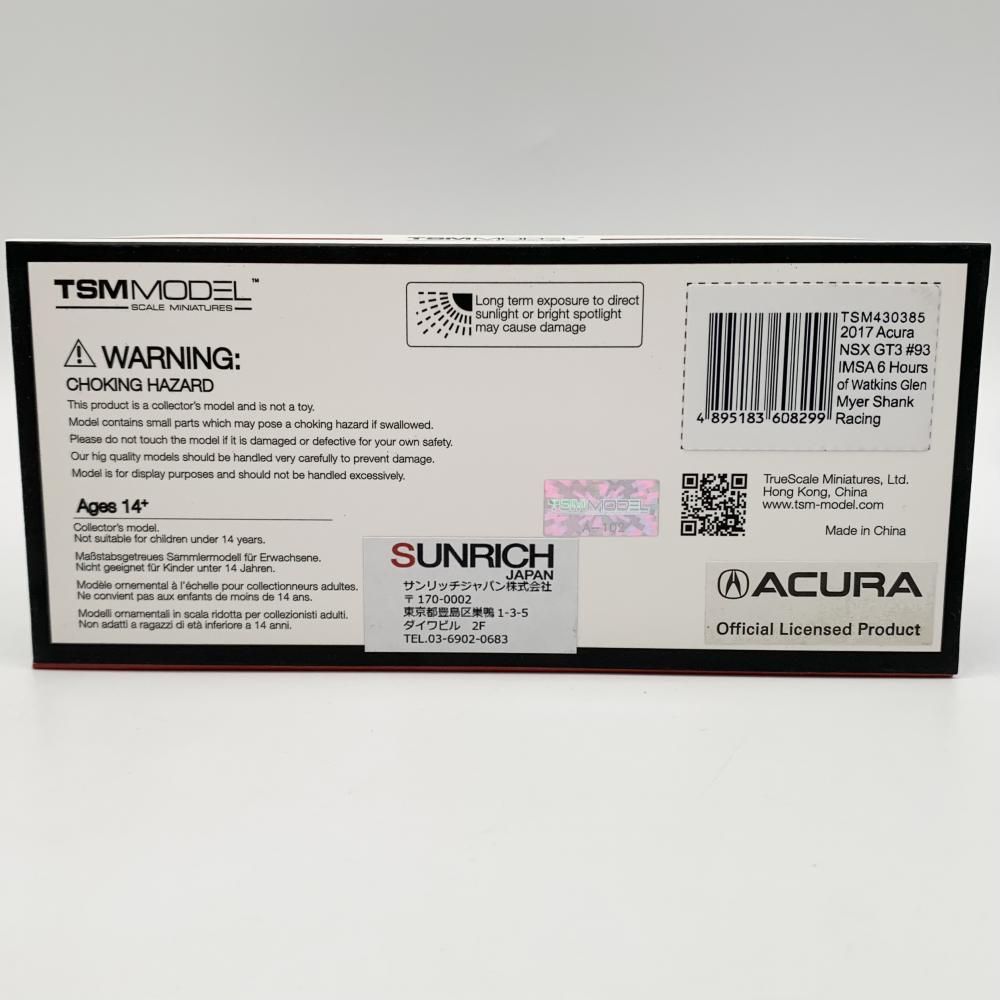 TSMMODEL
TSMMODEL™
SCALE MINIATURES
WARNING:
CHOKING HAZARD
This product is a collector's model and is not a toy.
Model contains small parts which may pose a choking hazard if swallowed.
Please do not touch the model if it is damaged or defective for your own safety.
Our hig quality models should be handled very carefully to prevent damage.
Model is for display purposes and should not be handled excessively.
Ages 14+
Collector's model.
Not suitable for children under 14 years.
Maßstabsgetreues Sammlermodell für Erwachsene.
Nicht geeignet für Kinder unter 14 Jahren.
Modèle ornemental à l'échelle pour collectionneurs adultes.
Ne convient pas aux enfants de moins de 14 ans.
Modelli ornamentali in scala ridotta per collezionisti adulti.
Non adatti a ragazzi di età inferiore a 14 anni.
Long term exposure to direct
sunlight or bright spotlight
may cause damage
TSM430385
2017 Acura
NSX GT3 #93
IMSA 6 Hours
of Watkins Glen
Myer Shank
Racing
4 895183 608299
TSMMODEL
A-102
TrueScale Miniatures, Ltd.
Hong Kong, China
www.tsm-model.com
Made in China
SUNRICH
JAPAN
サンリッチジャパン株式会社
〒170-0002
東京都豊島区巣鴨1-3-5
ダイワビル 2F
TEL.03-6902-0683
ACURA
Official Licensed Product